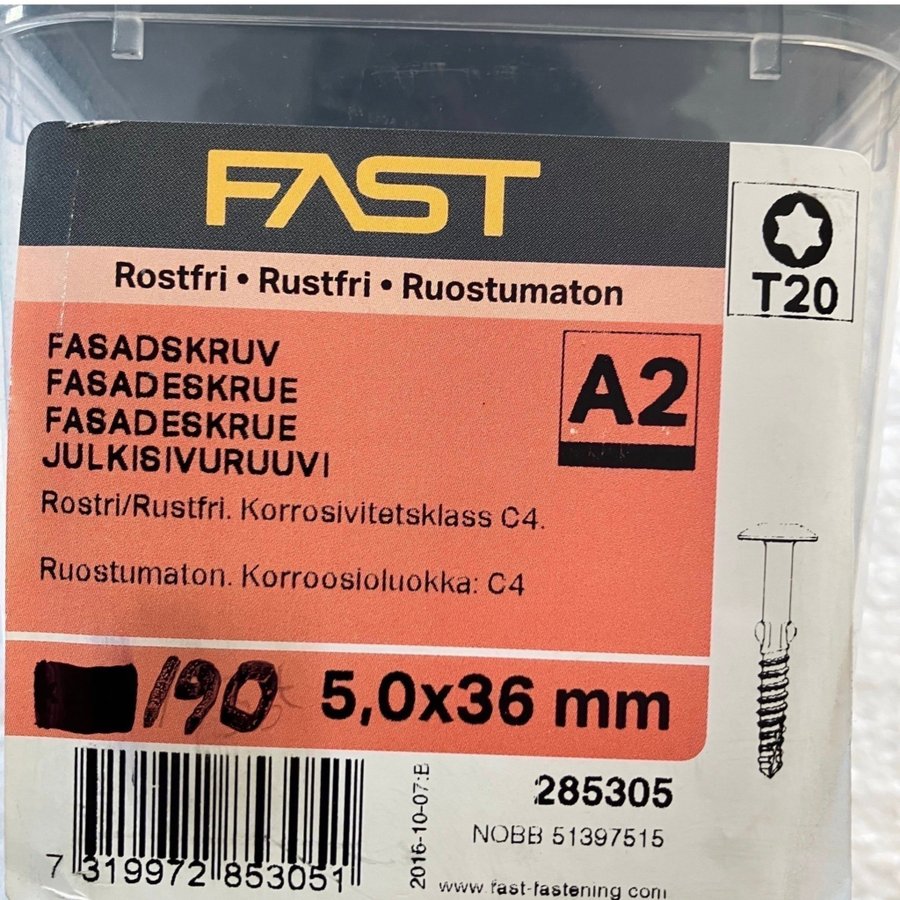 FAST
Rostfri • Rustfri • Ruostumaton
T20
FASADSKRUV
FASADESKRUE
FASADESKRUE
JULKISIVURUUVI
A2
Rostri/Rustfri. Korrosivitetsklass C4.
Ruostumaton. Korroosioluokka: C4
190 5,0x36 mm
285305
NOBB 51397515
2016-10-07:B
7 319972 853051
www.fast-fastening.com